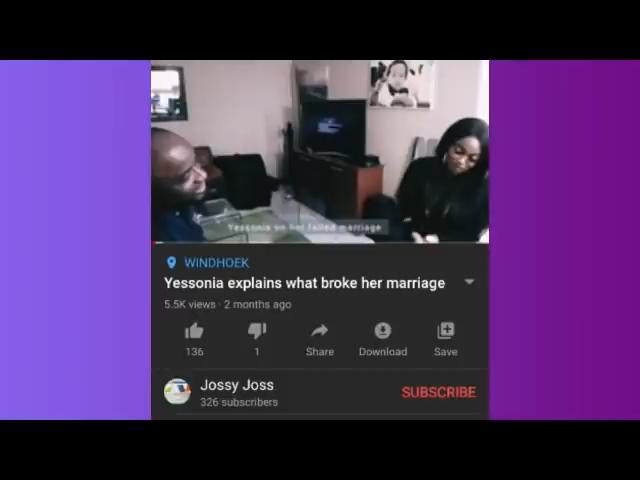 Yessonia on her failed marriage
WINDHOEK
Yessonia explains what broke her marriage
5.5K views · 2 months ago
136
1
Share
Download
Save
Jossy Joss
326 subscribers
SUBSCRIBE